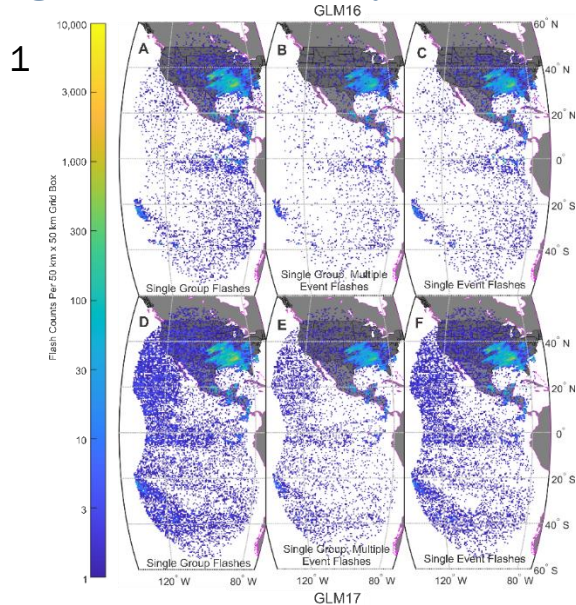 GLM16
1
10,000
3,000
1,000
300
100
30
10
3
1
Flash Counts Per 50 km x 50 km Grid Box
A
B
C
60° N
40° N
20° N
0°
20° S
40° S
Single Group Flashes
Single Group, Multiple
Event Flashes
Single Event Flashes
D
E
F
40° N
20° N
0°
20° S
40° S
60° S
Single Group Flashes
Single Group, Multiple
Event Flashes
Single Event Flashes
120° W
80° W
120° W
80° W
120° W
80° W
GLM17